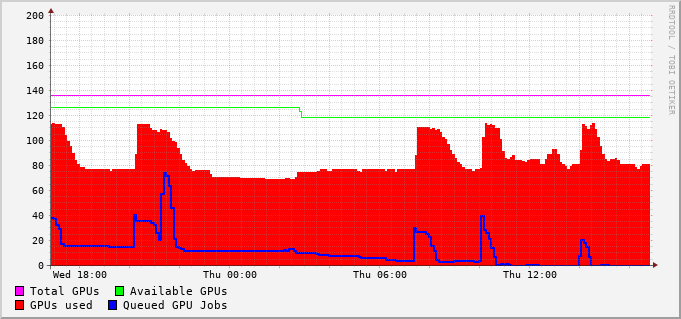 200
180
160
140
120
100
80
60
40
20
0
Wed 18:00 Thu 00:00 Thu 06:00 Thu 12:00
Total GPUs Available GPUs
GPUs used Queued GPU Jobs
RRDTOOL / TOBI OETIKER